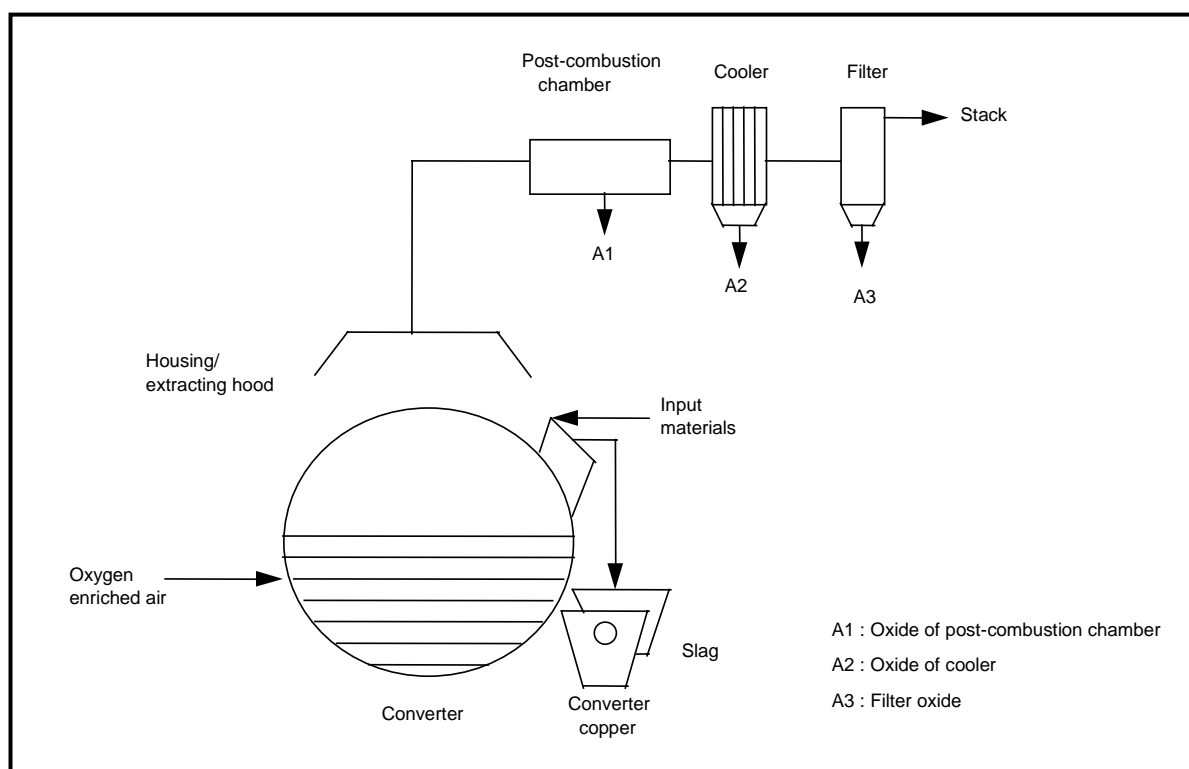 Post-combustion
chamber
Cooler
Filter
Stack
A1
A2
A3
Housing/
extracting hood
Input
materials
Oxygen
enriched air
Slag
Converter
Converter
copper
A1 : Oxide of post-combustion chamber
A2 : Oxide of cooler
A3 : Filter oxide